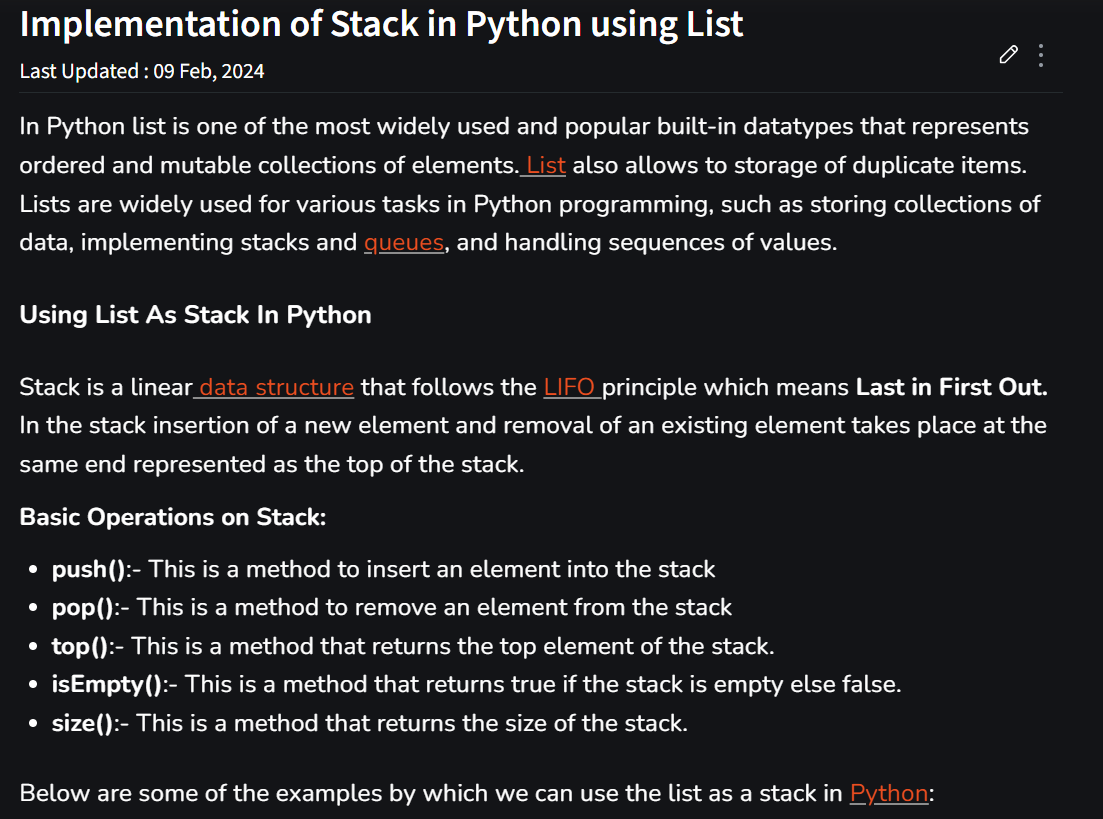 Implementation of Stack in Python using List
Last Updated : 09 Feb, 2024
In Python list is one of the most widely used and popular built-in datatypes that represents
ordered and mutable collections of elements. List also allows to storage of duplicate items.
Lists are widely used for various tasks in Python programming, such as storing collections of
data, implementing stacks and queues, and handling sequences of values.
Using List As Stack In Python
Stack is a linear data structure that follows the LIFO principle which means Last in First Out.
In the stack insertion of a new element and removal of an existing element takes place at the
same end represented as the top of the stack.
Basic Operations on Stack:
• push():- This is a method to insert an element into the stack
• pop():- This is a method to remove an element from the stack
• top():- This is a method that returns the top element of the stack.
• isEmpty():- This is a method that returns true if the stack is empty else false.
• size():- This is a method that returns the size of the stack.
Below are some of the examples by which we can use the list as a stack in Python: